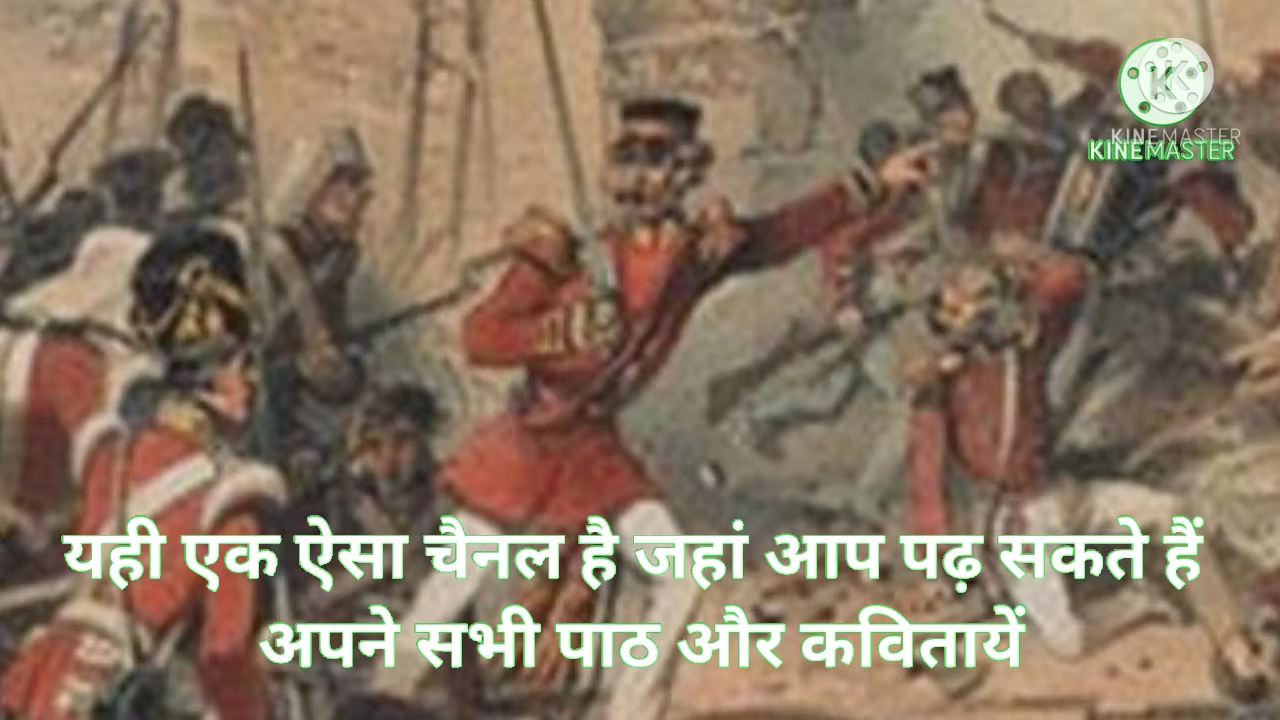 KINEMASTER
KINEMASTER
यही एक ऐसा चैनल है जहां आप पढ़ सकते हैं
अपने सभी पाठ और कवितायें